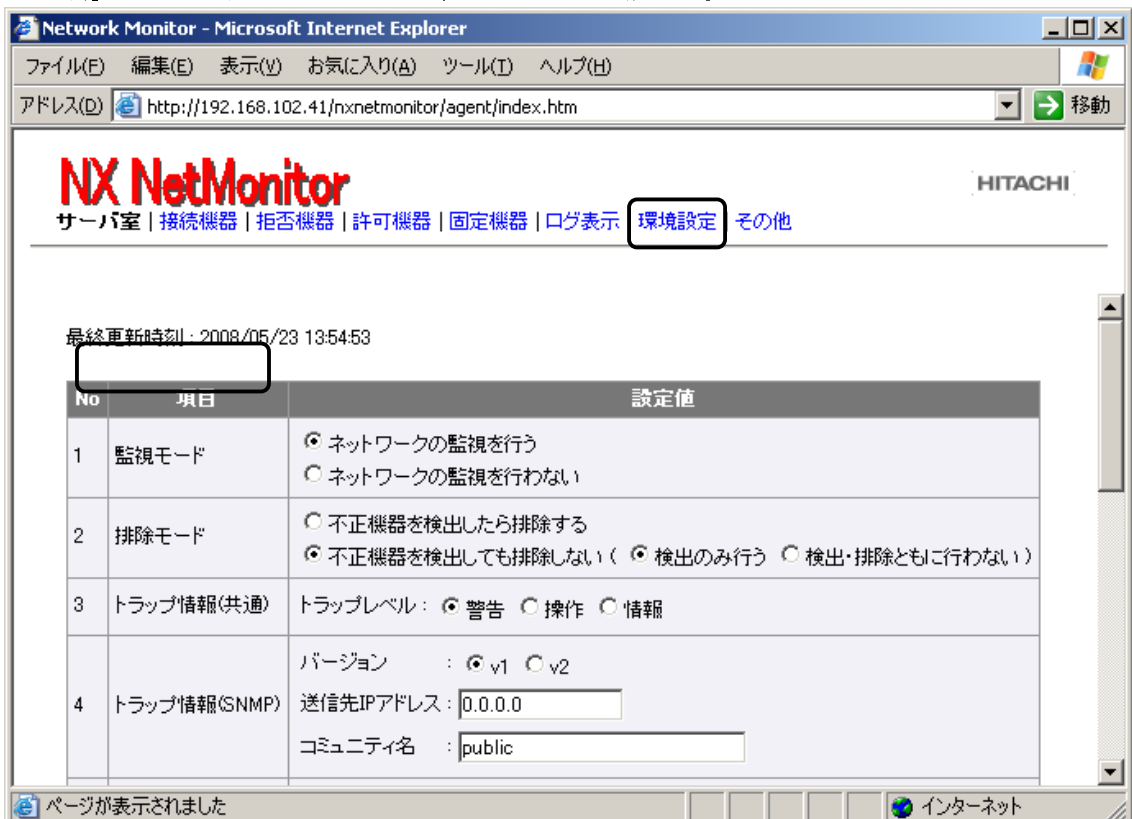 Network Monitor - Microsoft Internet Explorer
ファイル(F) 編集(E) 表示(V) お気に入り(A) ツール(T) ヘルプ(H)
アドレス(D) http://192.168.102.41/nxnetmonitor/agent/index.htm 移動
NX NetMonitor
HITACHI
サーバ室 | 接続機器 | 拒否機器 | 許可機器 | 固定機器 | ログ表示 環境設定 その他
最終更新時刻 : 2008/05/23 13:54:53
No 項目 設定値
1 監視モード
ネットワークの監視を行う
ネットワークの監視を行わない
2 排除モード
不正機器を検出したら排除する
不正機器を検出しても排除しない ( 検出のみ行う 検出・排除ともに行わない )
3 トラップ情報(共通) トラップレベル : 警告 操作 情報
4 トラップ情報(SNMP)
バージョン : v1 v2
送信先IPアドレス : 0.0.0.0
コミュニティ名 : public
ページが表示されました インターネット